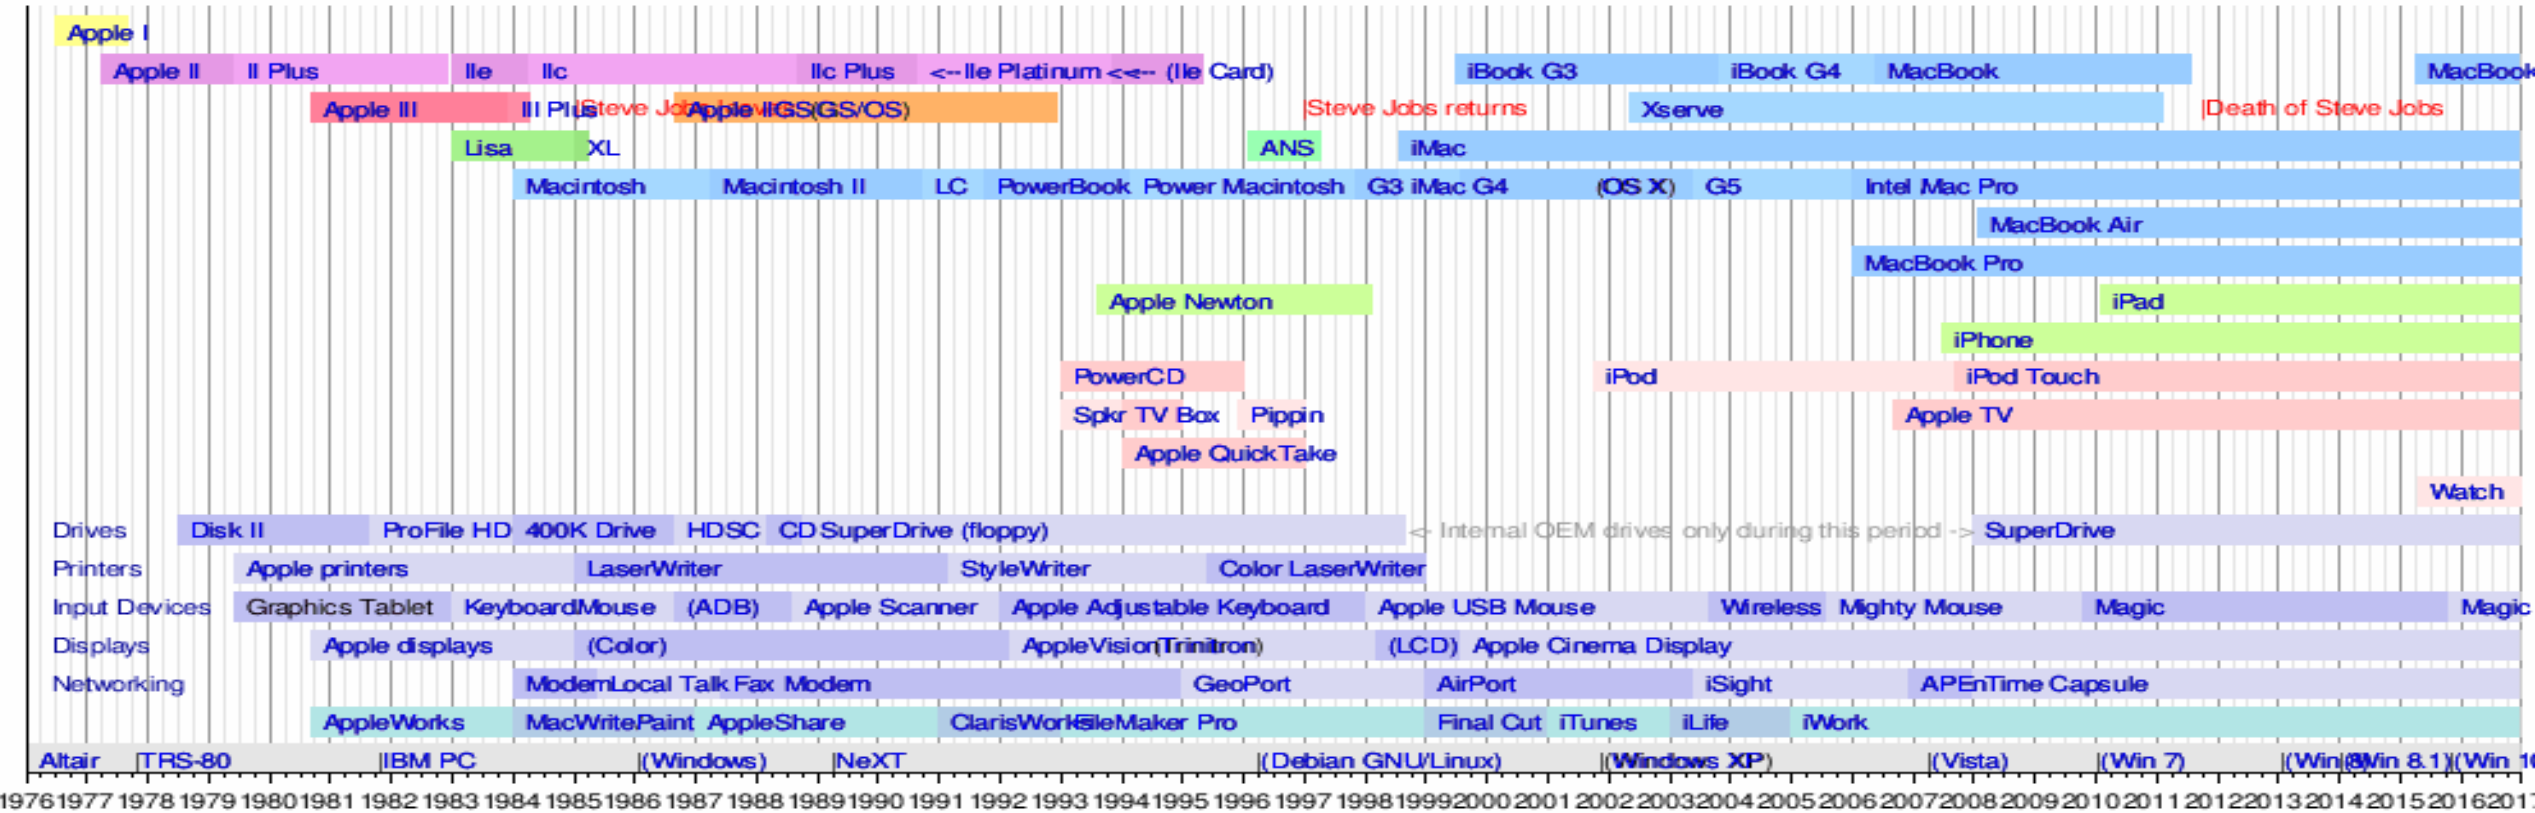 Apple I
Apple II II Plus IIe IIc IIc Plus <--IIe Platinum <-<-- (IIe Card) iBook G3 iBook G4 MacBook MacBook
Apple III III Plus |Steve Jobs Apple IIGS(GS/OS) |Steve Jobs returns Xserve |Death of Steve Jobs
Lisa XL ANS iMac
Macintosh Macintosh II LC PowerBook Power Macintosh G3 iMac G4 (OS X) G5 Intel Mac Pro
MacBook Air
MacBook Pro
Apple Newton iPad
iPhone
PowerCD iPod iPod Touch
Spkr TV Box Pippin Apple TV
Apple QuickTake
Watch
Drives Disk II ProFile HD 400K Drive HDSC CD SuperDrive (floppy) <- Internal OEM drives only during this period -> SuperDrive
Printers Apple printers LaserWriter StyleWriter Color LaserWriter
Input Devices Graphics Tablet Keyboard Mouse (ADB) Apple Scanner Apple Adjustable Keyboard Apple USB Mouse Wireless Mighty Mouse Magic Magic
Displays Apple displays (Color) AppleVision (Trinitron) (LCD) Apple Cinema Display
Networking Modem Local Talk Fax Modem GeoPort AirPort iSight APEn Time Capsule
AppleWorks MacWritePaint AppleShare ClarisWorks FileMaker Pro Final Cut iTunes iLife iWork
Altair |TRS-80 |IBM PC |(Windows) |NeXT |(Debian GNU/Linux) |(Windows XP) |(Vista) |(Win 7) |(Win 8) (Win 8.1) |(Win 10
1976 1977 1978 1979 1980 1981 1982 1983 1984 1985 1986 1987 1988 1989 1990 1991 1992 1993 1994 1995 1996 1997 1998 1999 2000 2001 2002 2003 2004 2005 2006 2007 2008 2009 2010 2011 2012 2013 2014 2015 2016 2017